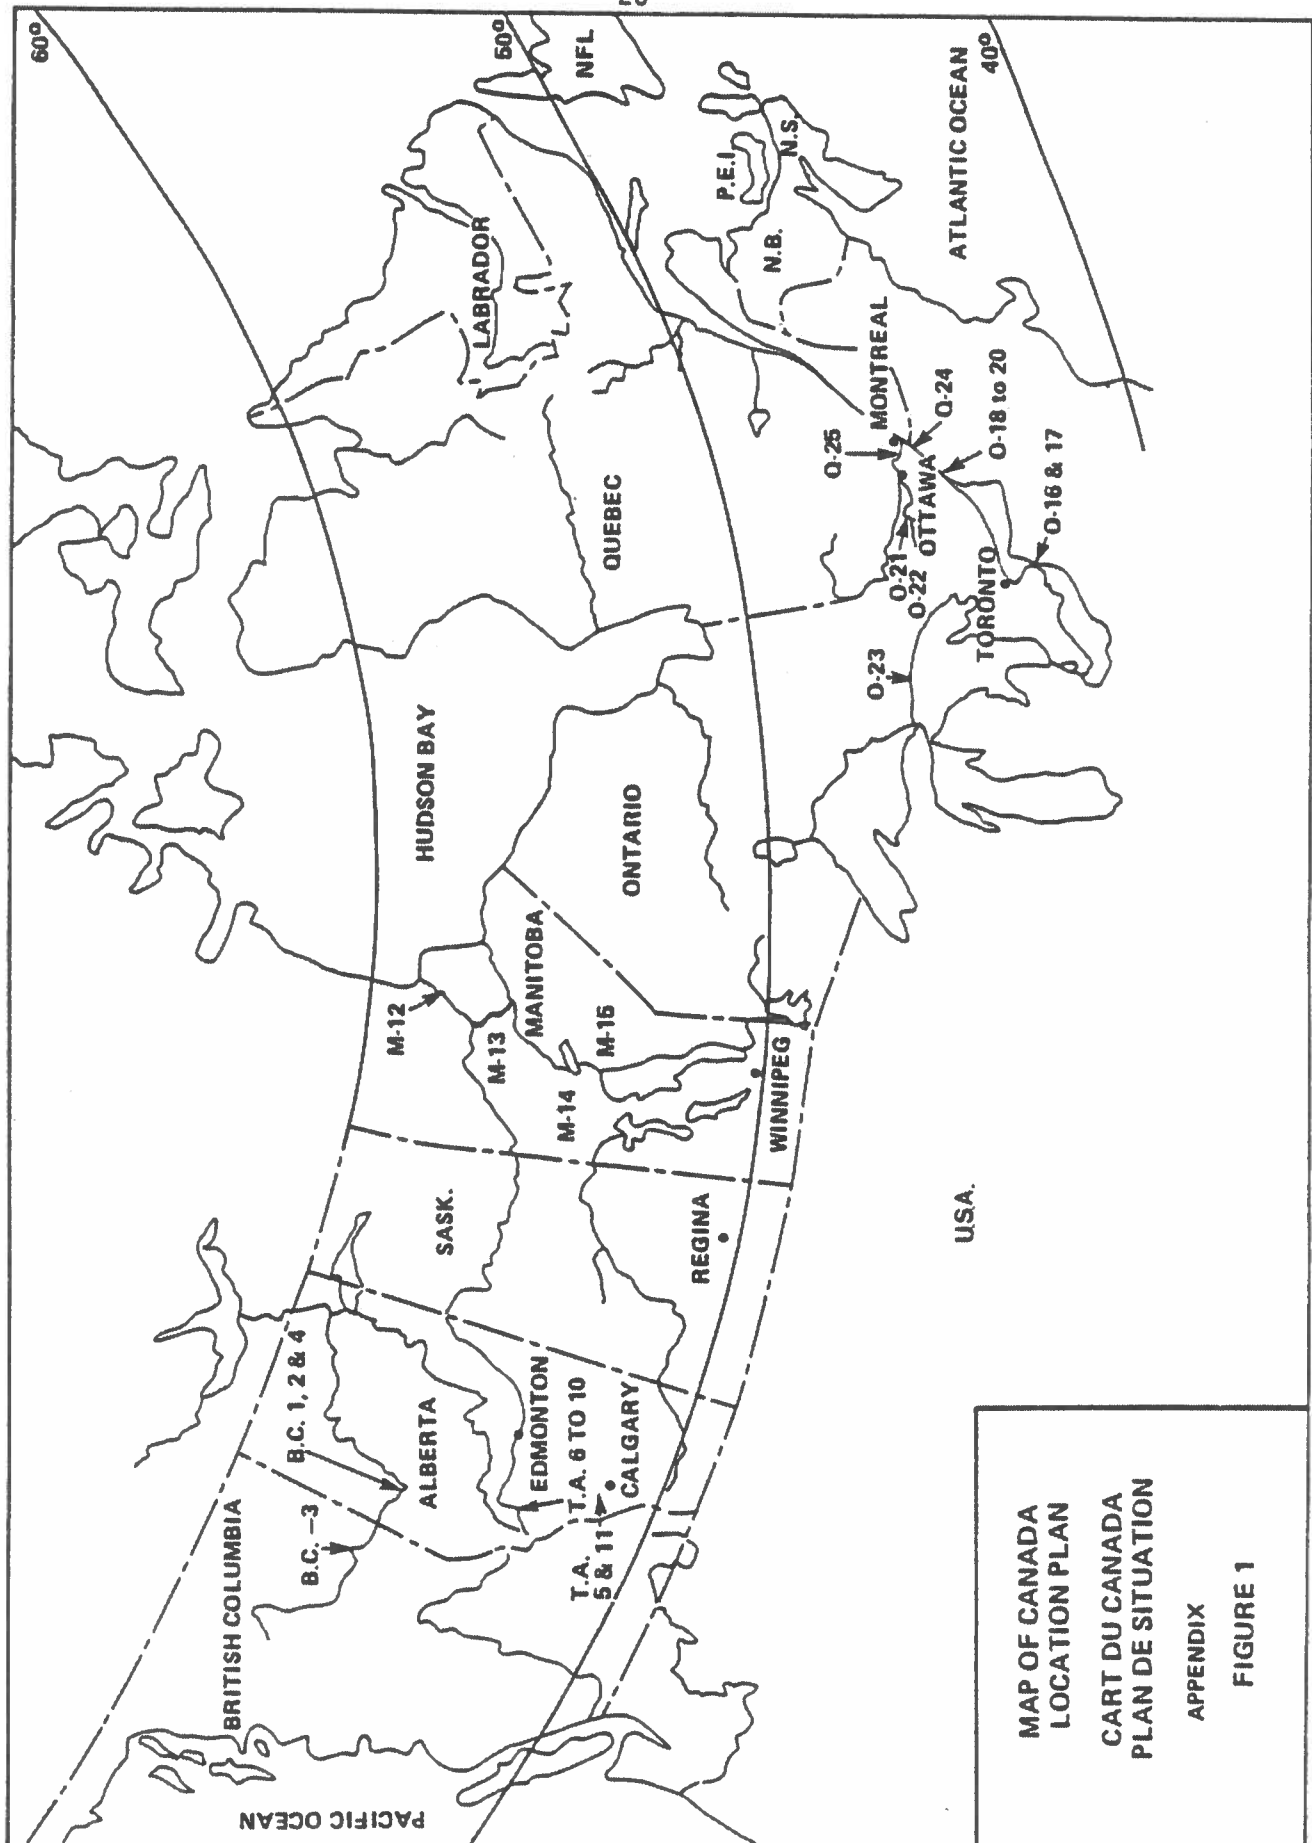 60°
50°
40°
NFL
LABRADOR
P.E.I.
N.S.
N.B.
ATLANTIC OCEAN
HUDSON BAY
QUEBEC
MONTREAL
Q-25
Q-24
OTTAWA
O-21
O-22
O-18 to 20
O-16 & 17
TORONTO
O-23
ONTARIO
MANITOBA
M-12
M-13
M-14
M-15
WINNIPEG
SASK.
REGINA
U.S.A.
B.C. 1, 2 & 4
ALBERTA
EDMONTON
T.A. 6 TO 10
CALGARY
T.A.
5 & 11
B.C. –3
BRITISH COLUMBIA
PACIFIC OCEAN
MAP OF CANADA
LOCATION PLAN
CART DU CANADA
PLAN DE SITUATION
APPENDIX
FIGURE 1